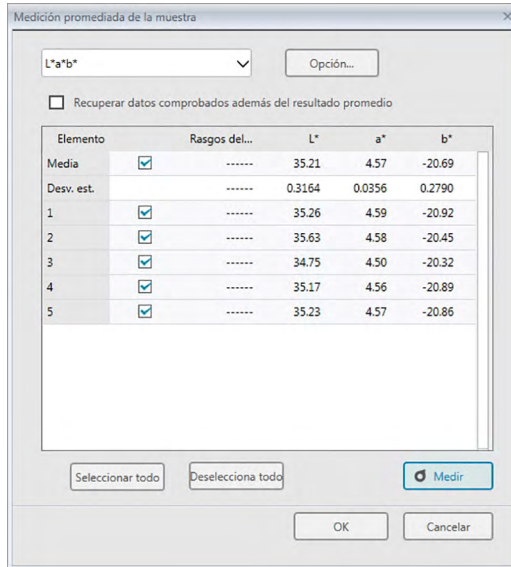 Medición promediada de la muestra
L*a*b*
Opción...
Recuperar datos comprobados además del resultado promedio
Elemento Rasgos del... L* a* b*
Media ------ 35.21 4.57 -20.69
Desv. est. ------ 0.3164 0.0356 0.2790
1 ------ 35.26 4.59 -20.92
2 ------ 35.63 4.58 -20.45
3 ------ 34.75 4.50 -20.32
4 ------ 35.17 4.56 -20.89
5 ------ 35.23 4.57 -20.86
Seleccionar todo Deselecciona todo Medir
OK Cancelar